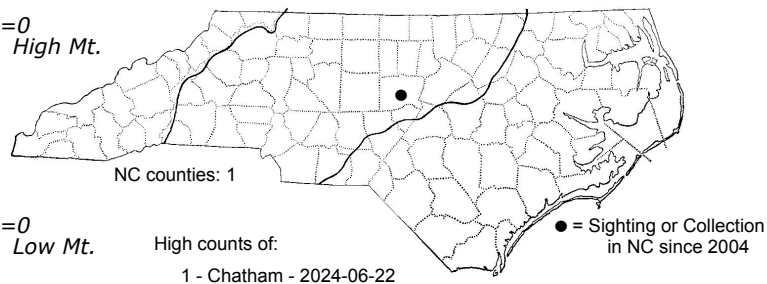 =0
High Mt.
NC counties: 1
=0
Low Mt.
High counts of:
1 - Chatham - 2024-06-22
● = Sighting or Collection
in NC since 2004